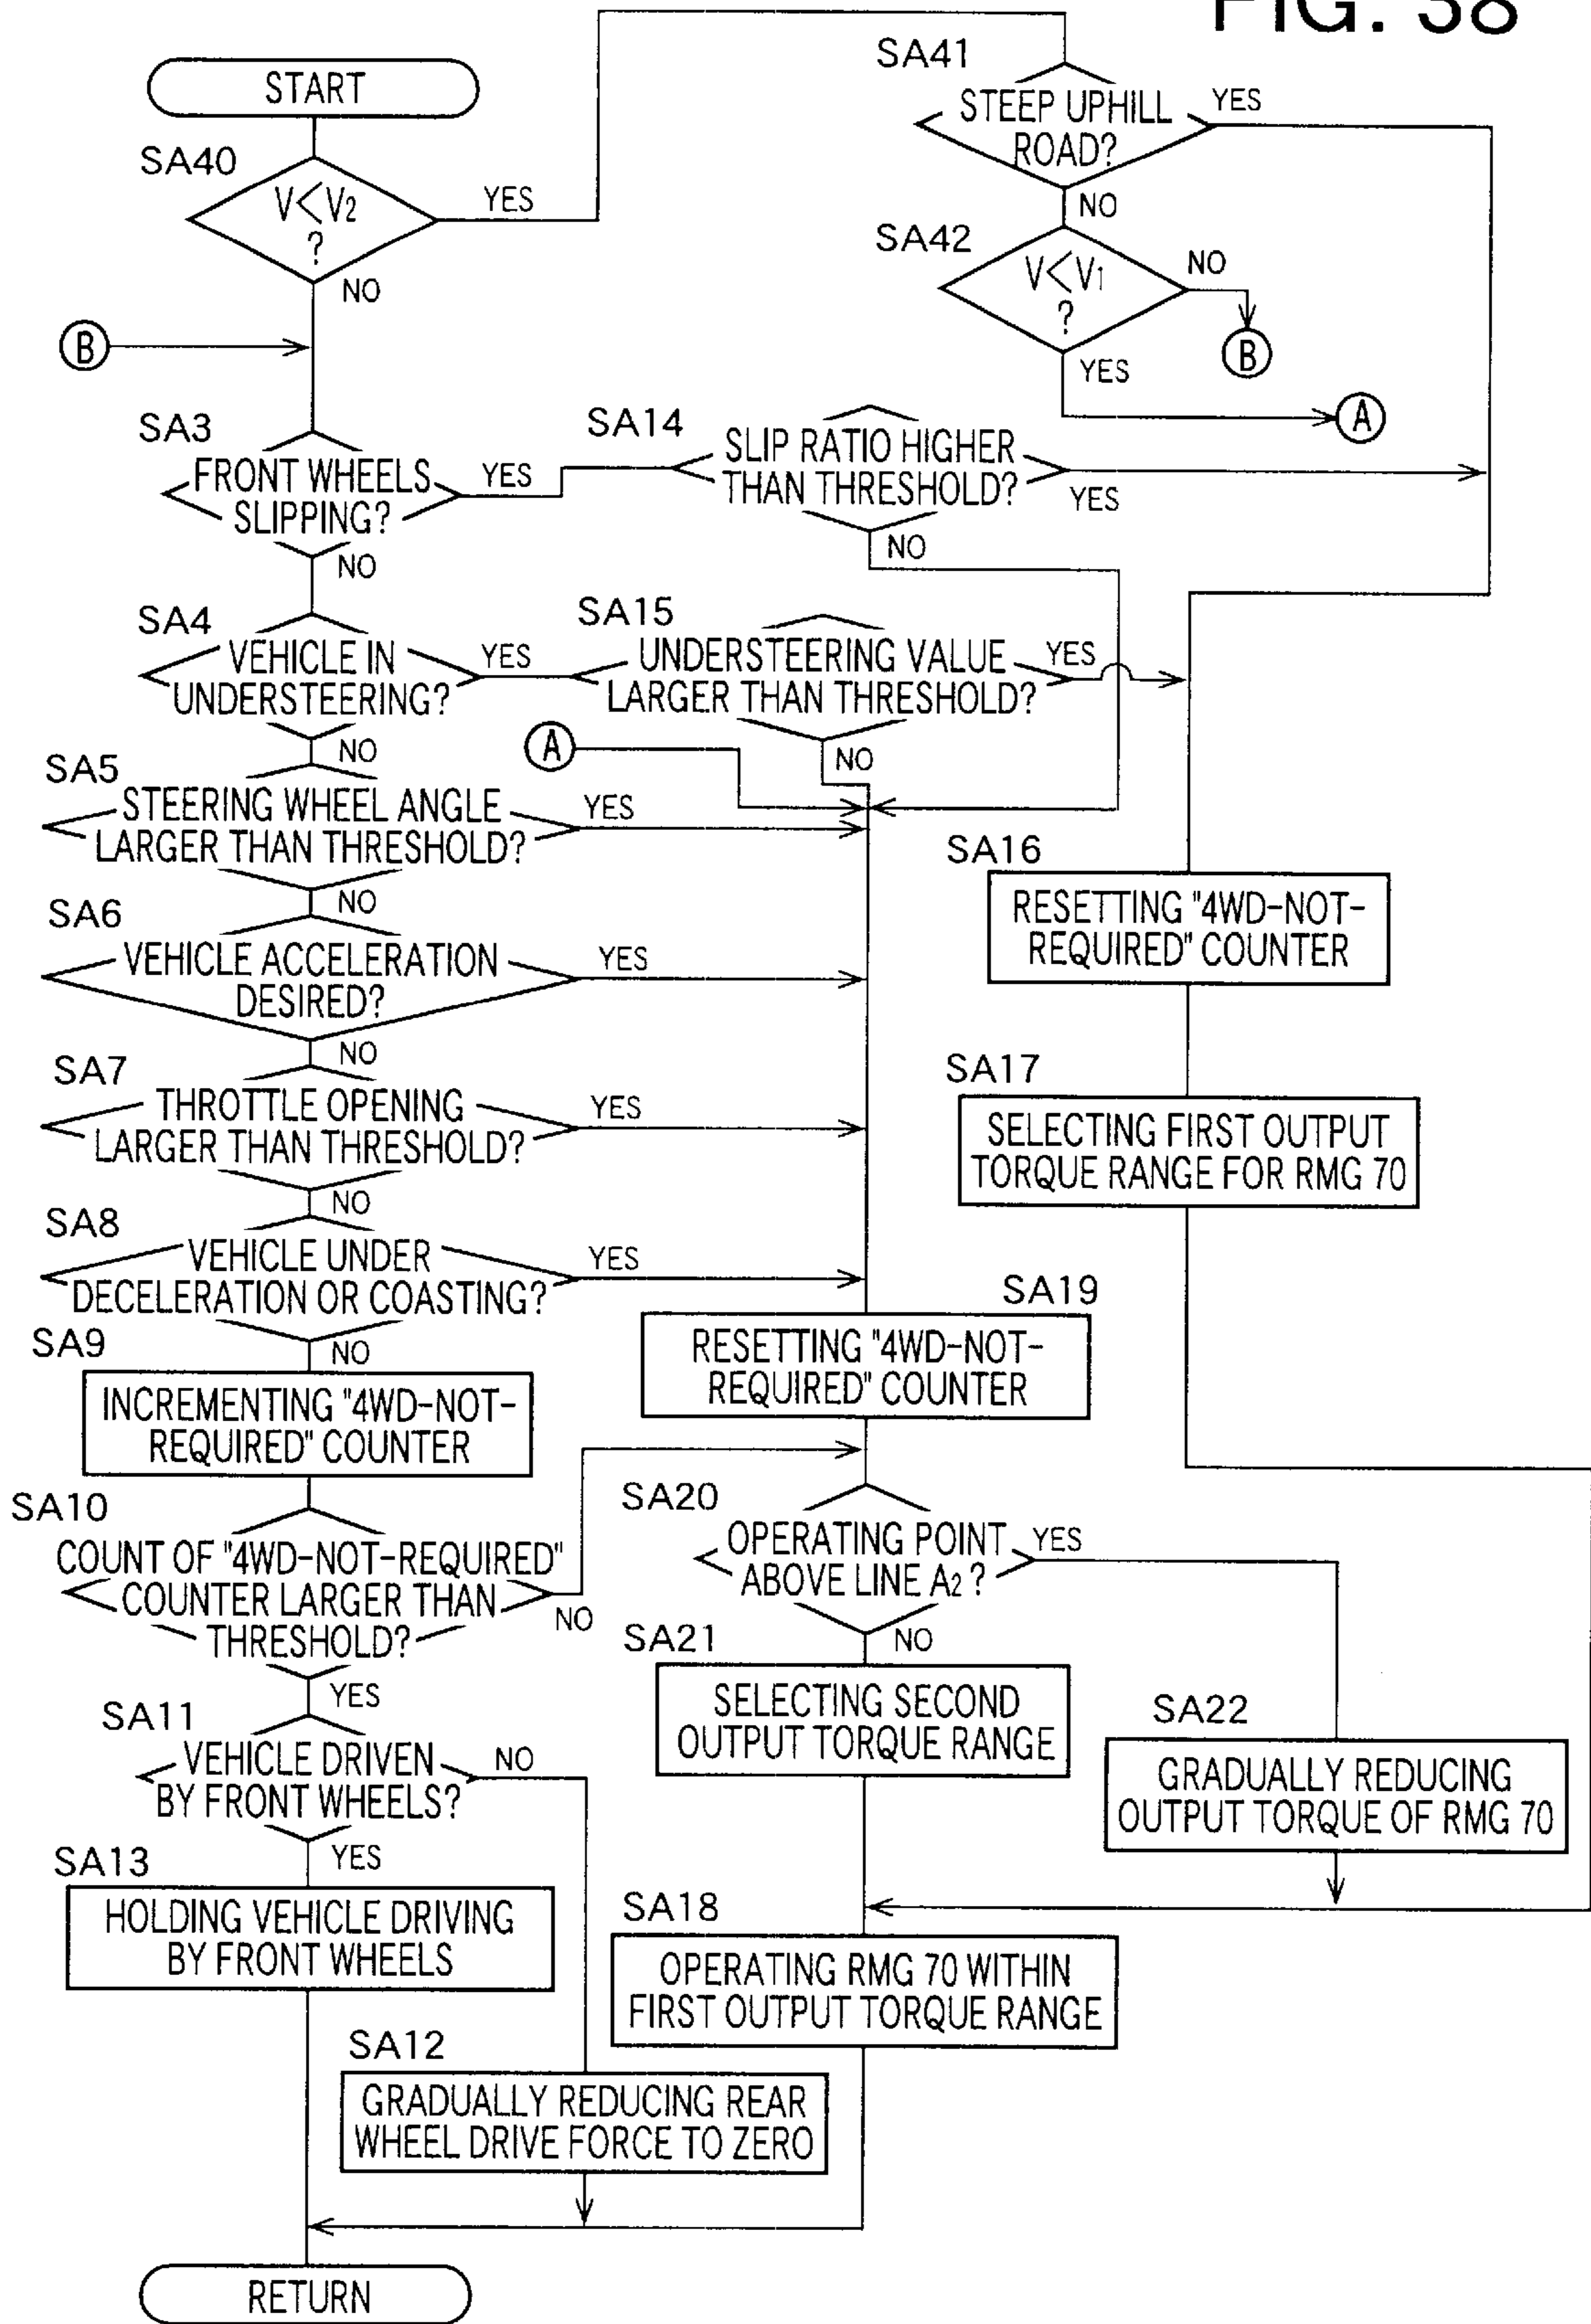 FIG. 38
START
SA40
V<V2
?
YES
NO
B
SA41
STEEP UPHILL
ROAD?
YES
NO
SA42
V<V1
?
NO
B
YES
A
SA3
FRONT WHEELS
SLIPPING?
YES
NO
SA14
SLIP RATIO HIGHER
THAN THRESHOLD?
YES
NO
SA4
VEHICLE IN
UNDERSTEERING?
YES
NO
SA15
UNDERSTEERING VALUE
LARGER THAN THRESHOLD?
YES
NO
A
SA5
STEERING WHEEL ANGLE
LARGER THAN THRESHOLD?
YES
NO
SA6
VEHICLE ACCELERATION
DESIRED?
YES
NO
SA7
THROTTLE OPENING
LARGER THAN THRESHOLD?
YES
NO
SA8
VEHICLE UNDER
DECELERATION OR COASTING?
YES
NO
SA9
INCREMENTING "4WD-NOT-
REQUIRED" COUNTER
SA10
COUNT OF "4WD-NOT-REQUIRED"
COUNTER LARGER THAN
THRESHOLD?
NO
YES
SA11
VEHICLE DRIVEN
BY FRONT WHEELS?
NO
YES
SA13
HOLDING VEHICLE DRIVING
BY FRONT WHEELS
SA12
GRADUALLY REDUCING REAR
WHEEL DRIVE FORCE TO ZERO
SA16
RESETTING "4WD-NOT-
REQUIRED" COUNTER
SA17
SELECTING FIRST OUTPUT
TORQUE RANGE FOR RMG 70
SA19
RESETTING "4WD-NOT-
REQUIRED" COUNTER
SA20
OPERATING POINT
ABOVE LINE A2 ?
YES
NO
SA21
SELECTING SECOND
OUTPUT TORQUE RANGE
SA22
GRADUALLY REDUCING
OUTPUT TORQUE OF RMG 70
SA18
OPERATING RMG 70 WITHIN
FIRST OUTPUT TORQUE RANGE
RETURN